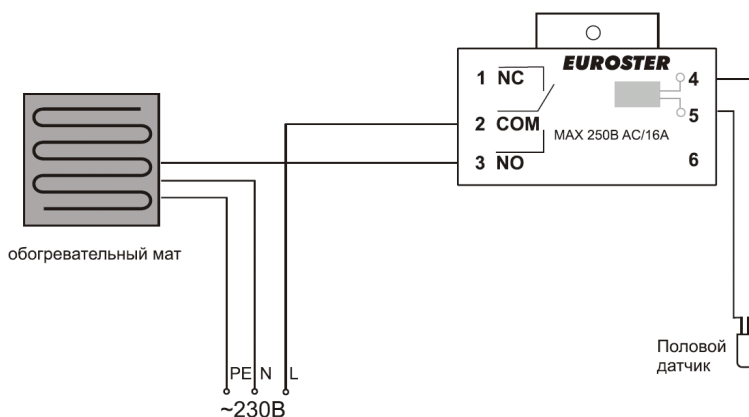 EUROSTER
1 NC
2 COM
3 NO
4
5
6
MAX 250В AC/16A
обогревательный мат
Половой
датчик
PE N L
~230В